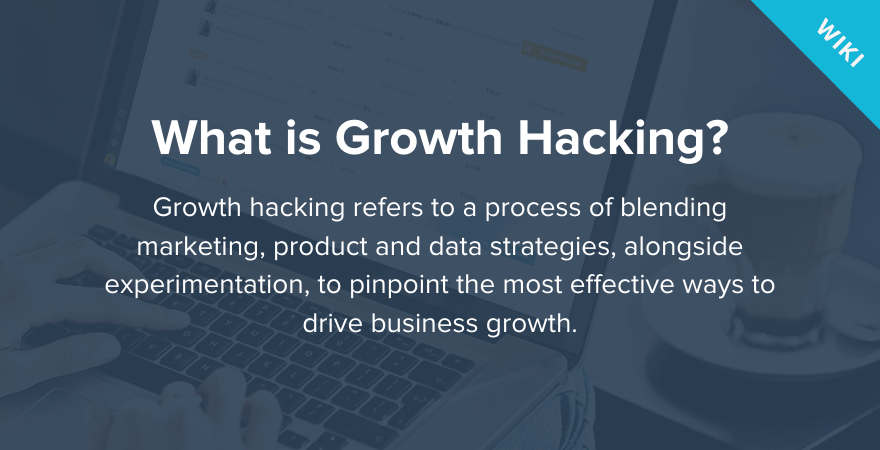 WIKI
What is Growth Hacking?
Growth hacking refers to a process of blending
marketing, product and data strategies, alongside
experimentation, to pinpoint the most effective ways to
drive business growth.